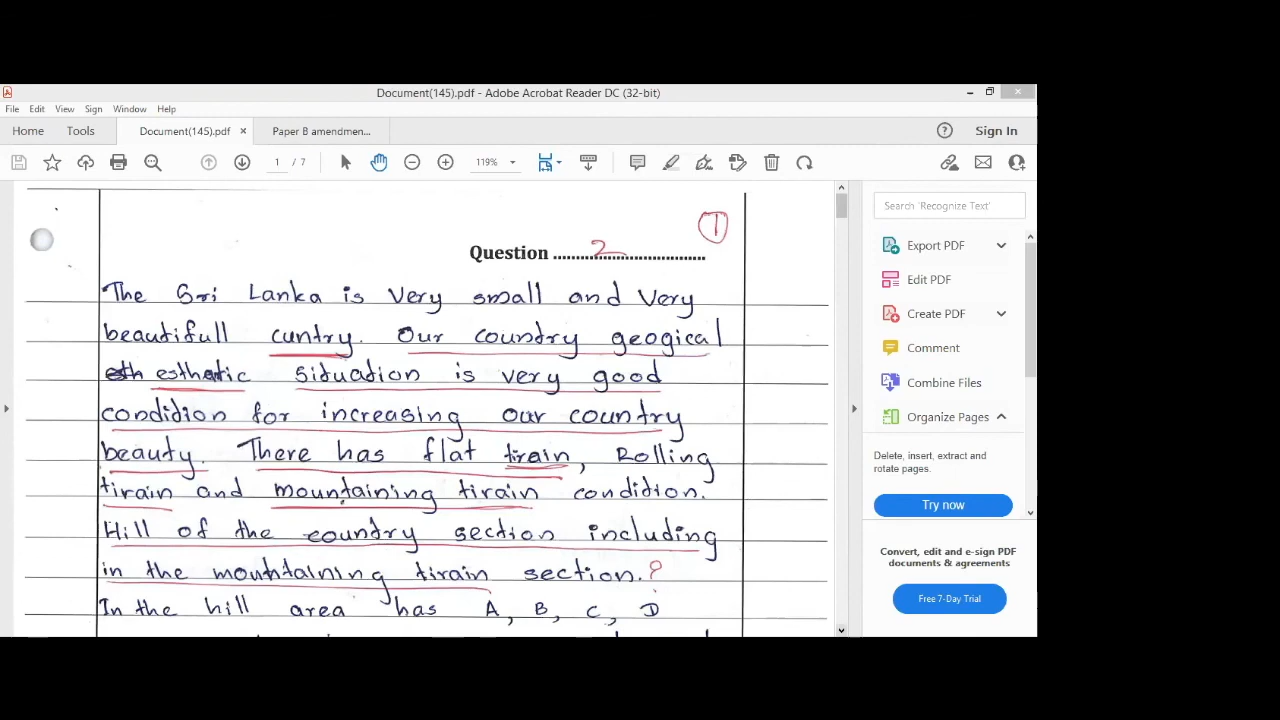 Document(145).pdf - Adobe Acrobat Reader DC (32-bit)
File Edit View Sign Window Help
Home Tools Document(145).pdf × Paper B amendmen... Sign In
1 / 7 119%
Search 'Recognize Text'
Export PDF
Edit PDF
Create PDF
Comment
Combine Files
Organize Pages
Delete, insert, extract and
rotate pages.
Try now
Convert, edit and e-sign PDF
documents & agreements
Free 7-Day Trial
1
Question ........2........
The Sri Lanka is very small and very
beautifull cuntry. Our country geogical
esth esthatic situation is very good
condidion for increasing our country
beauty. There has flat tirain, Rolling
tirain and mountaining tirain condition.
Hill of the country section including
in the mountaining tirain section. ?
In the hill area has A, B, C, D